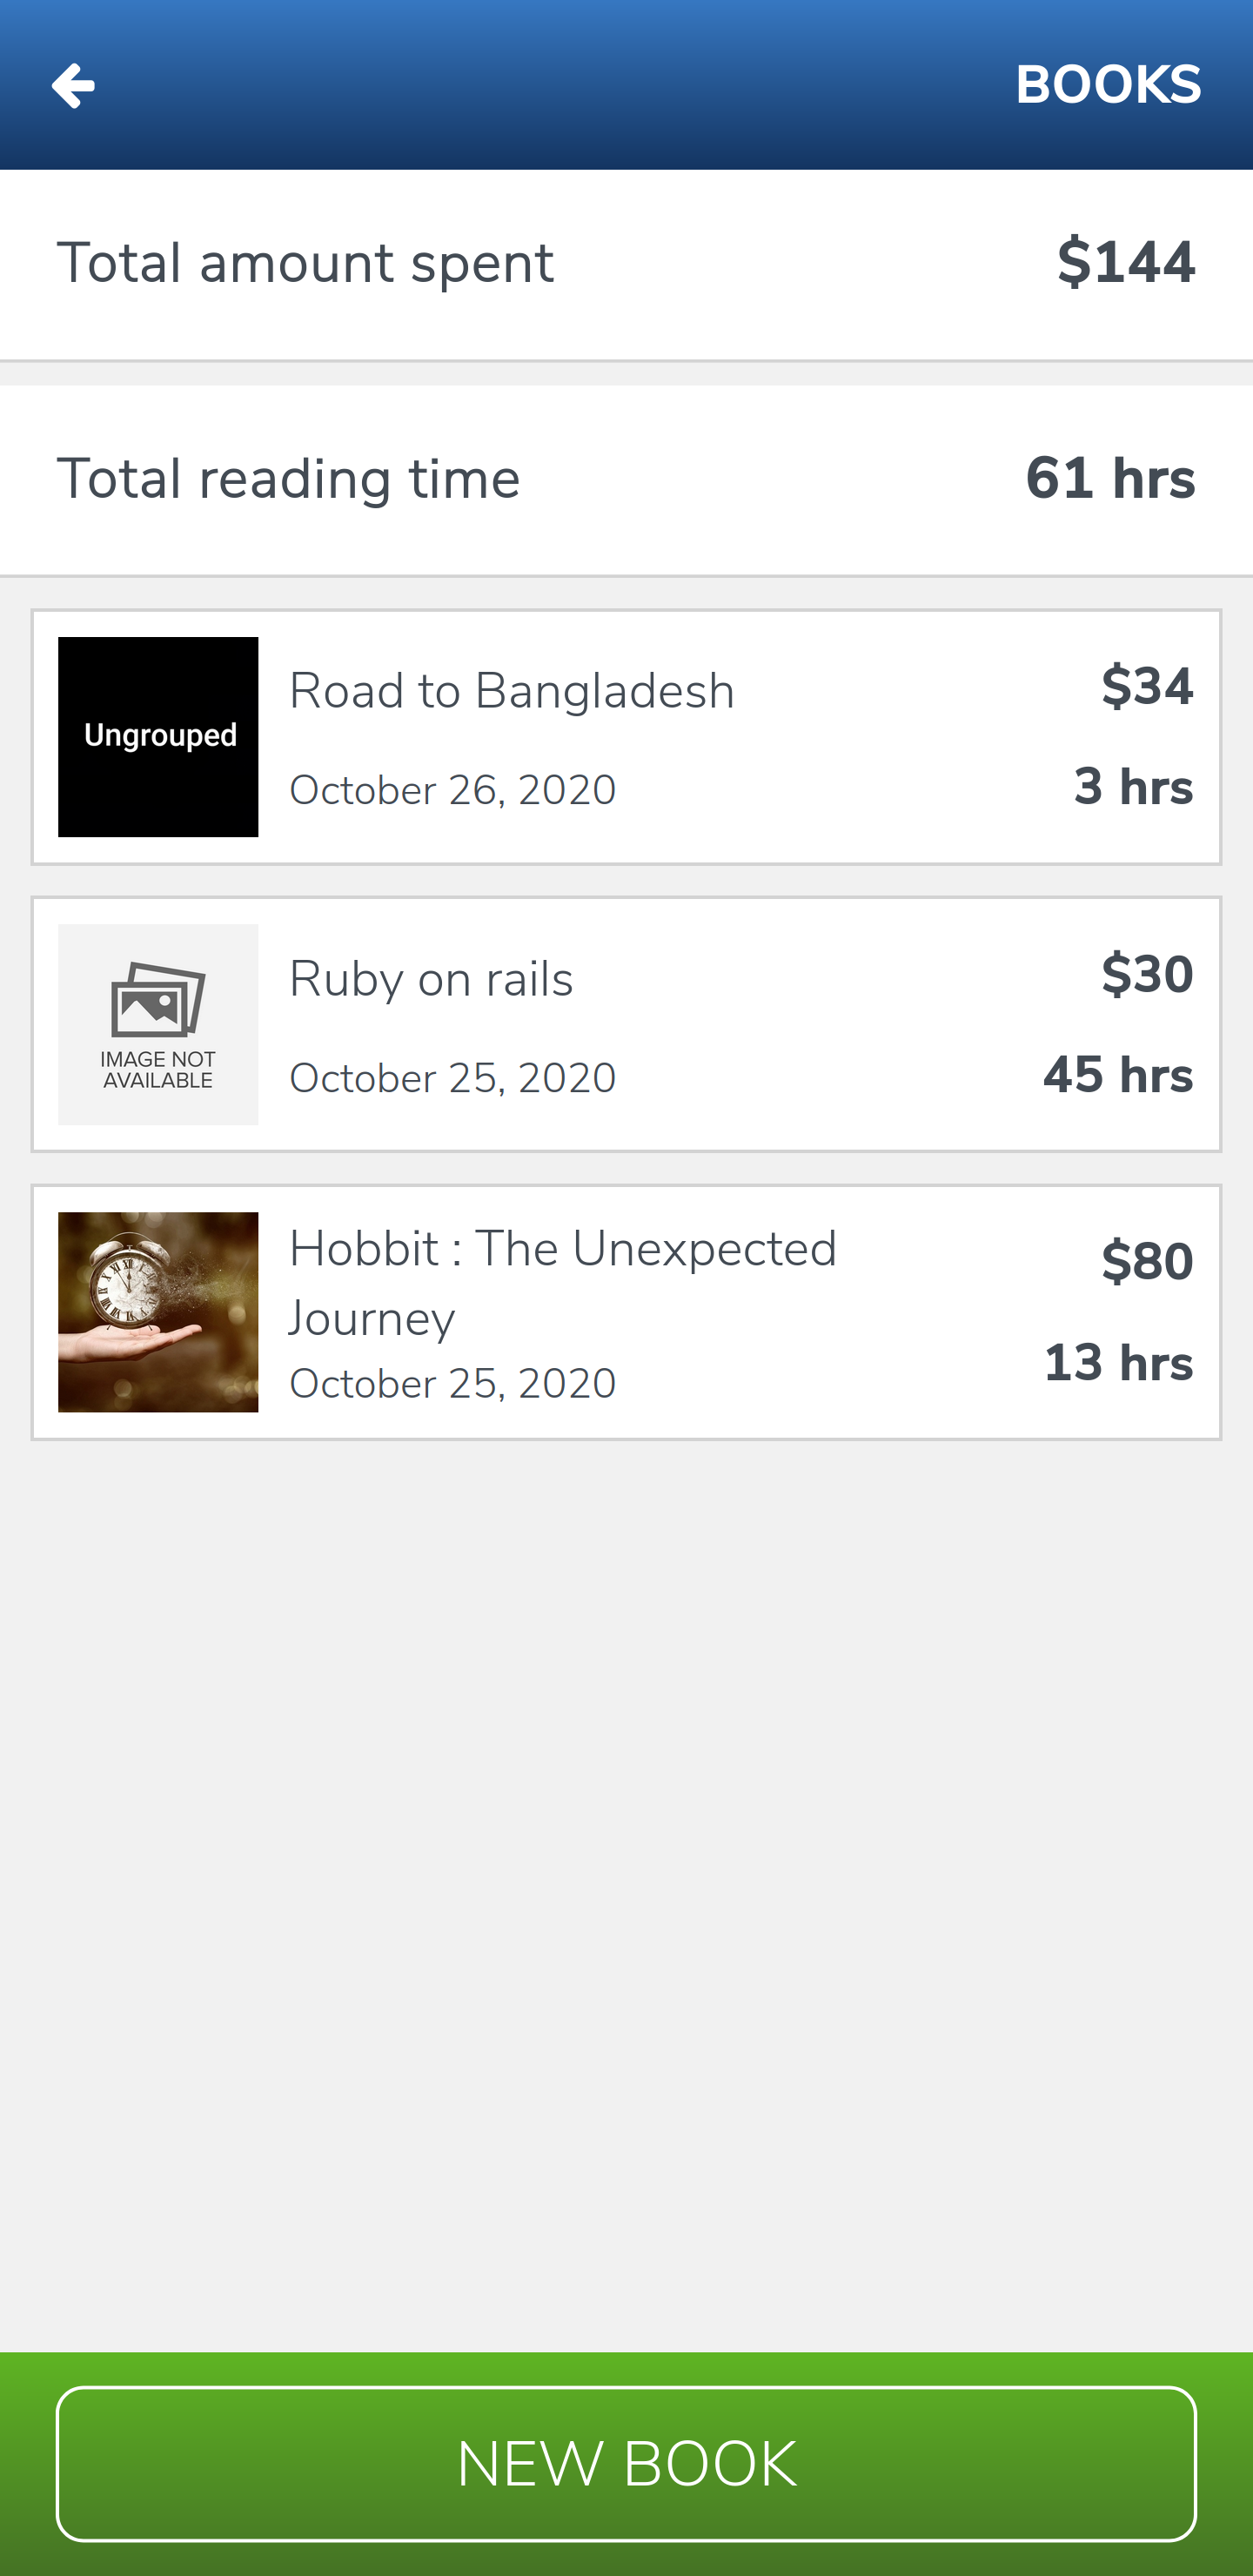 BOOKS
Total amount spent $144
Total reading time 61 hrs
Ungrouped
Road to Bangladesh $34
October 26, 2020 3 hrs
IMAGE NOT
AVAILABLE
Ruby on rails $30
October 25, 2020 45 hrs
Hobbit : The Unexpected
Journey
$80
October 25, 2020 13 hrs
NEW BOOK